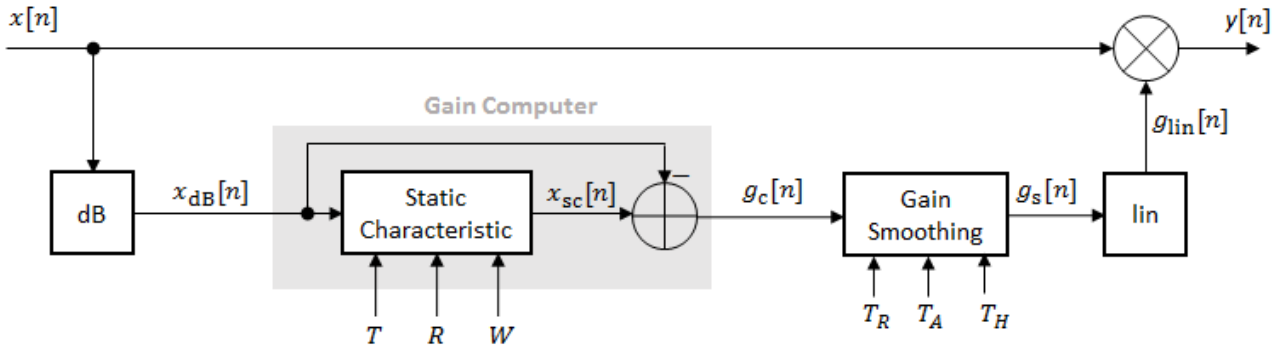 x[n]
y[n]
Gain Computer
g_lin[n]
dB
x_dB[n]
Static
Characteristic
x_sc[n]
−
g_c[n]
Gain
Smoothing
g_s[n]
lin
T
R
W
T_R
T_A
T_H